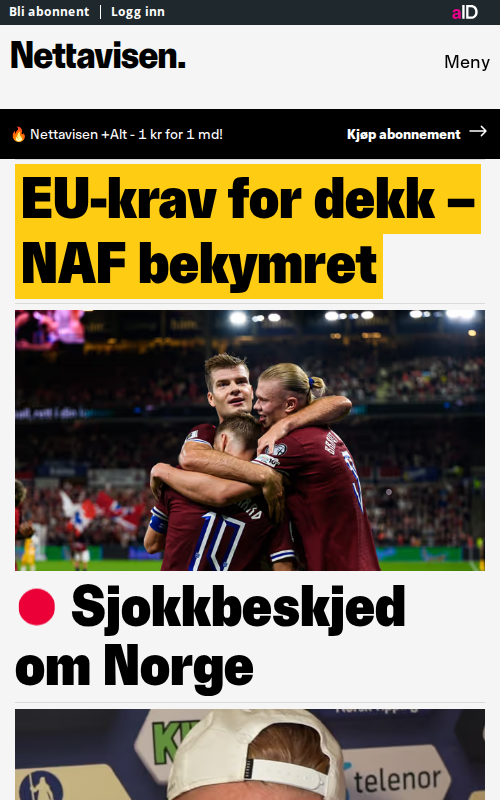 Bli abonnent | Logg inn
aID
Nettavisen.
Meny
🔥 Nettavisen +Alt - 1 kr for 1 md!
Kjøp abonnement →
EU-krav for dekk –
NAF bekymret
10
Sjokkbeskjed
om Norge
telenor